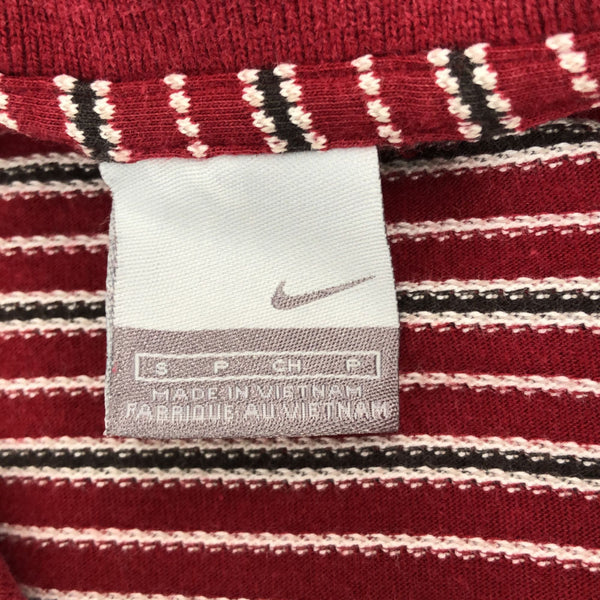 S P CH P
MADE IN VIETNAM
FABRIQUE AU VIETNAM